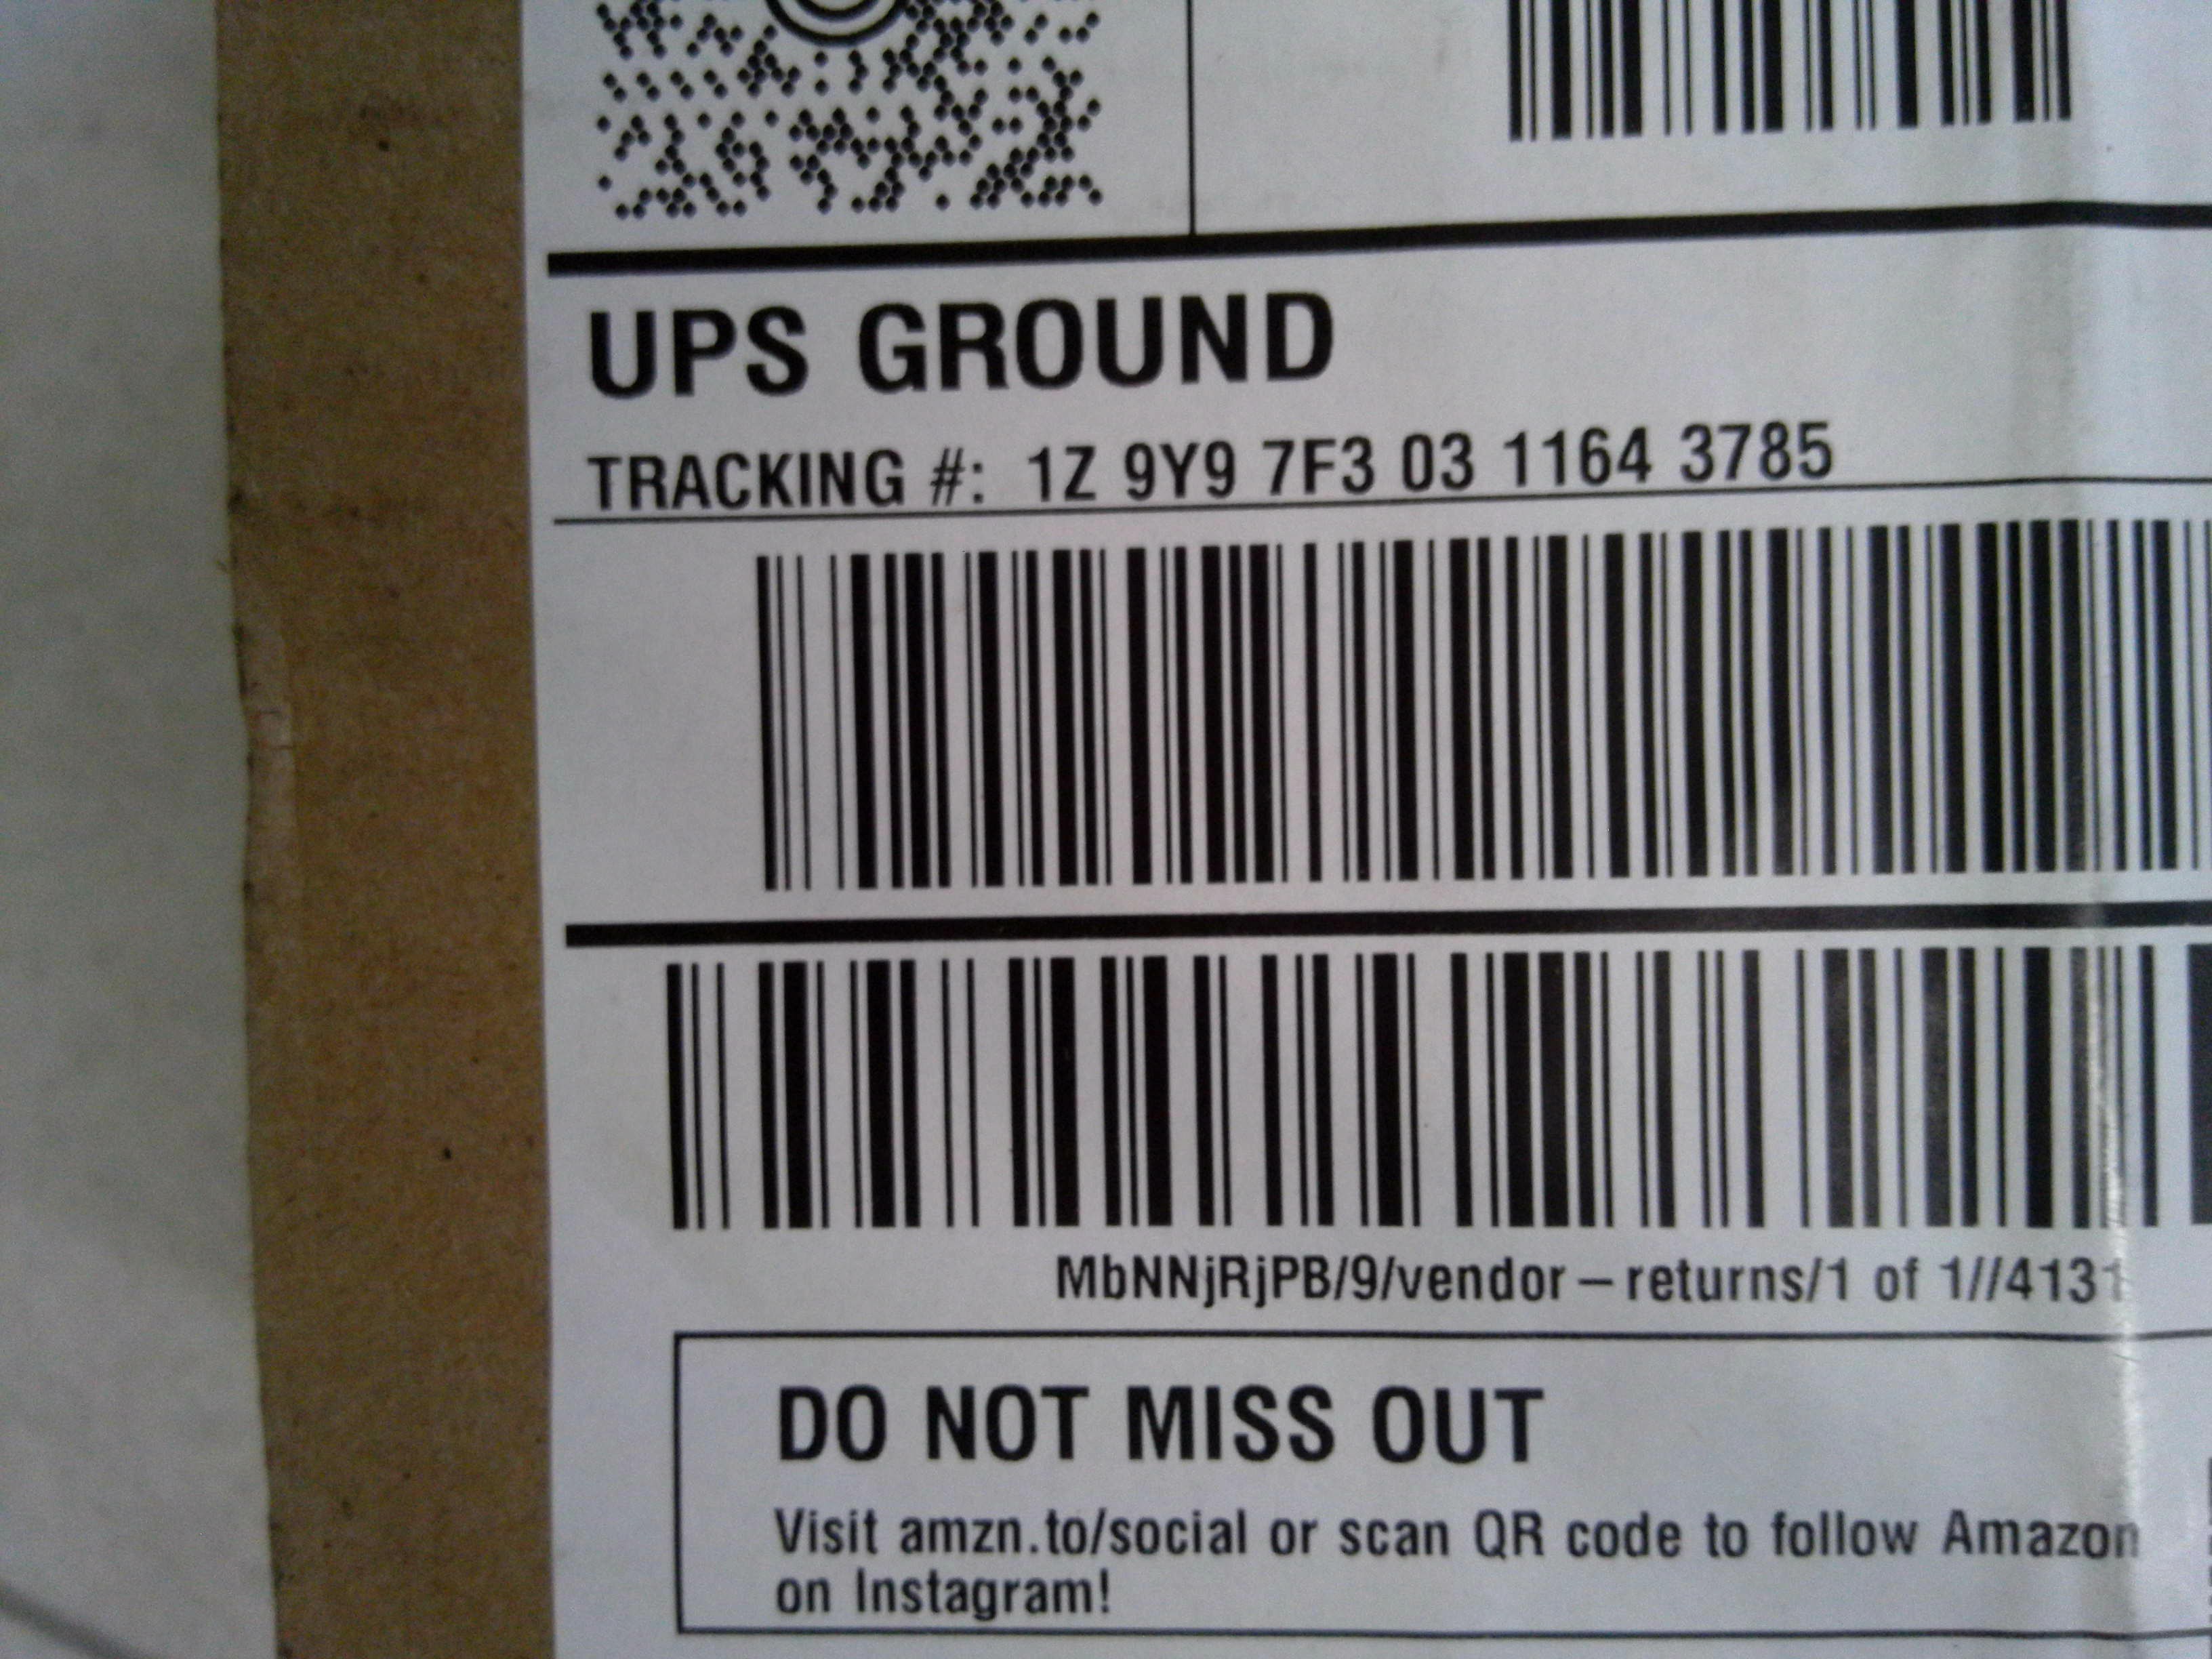 UPS GROUND
TRACKING #: 1Z 9Y9 7F3 03 1164 3785
MbNNjRjPB/9/vendor – returns/1 of 1//4131
DO NOT MISS OUT
Visit amzn.to/social or scan QR code to follow Amazon
on Instagram!